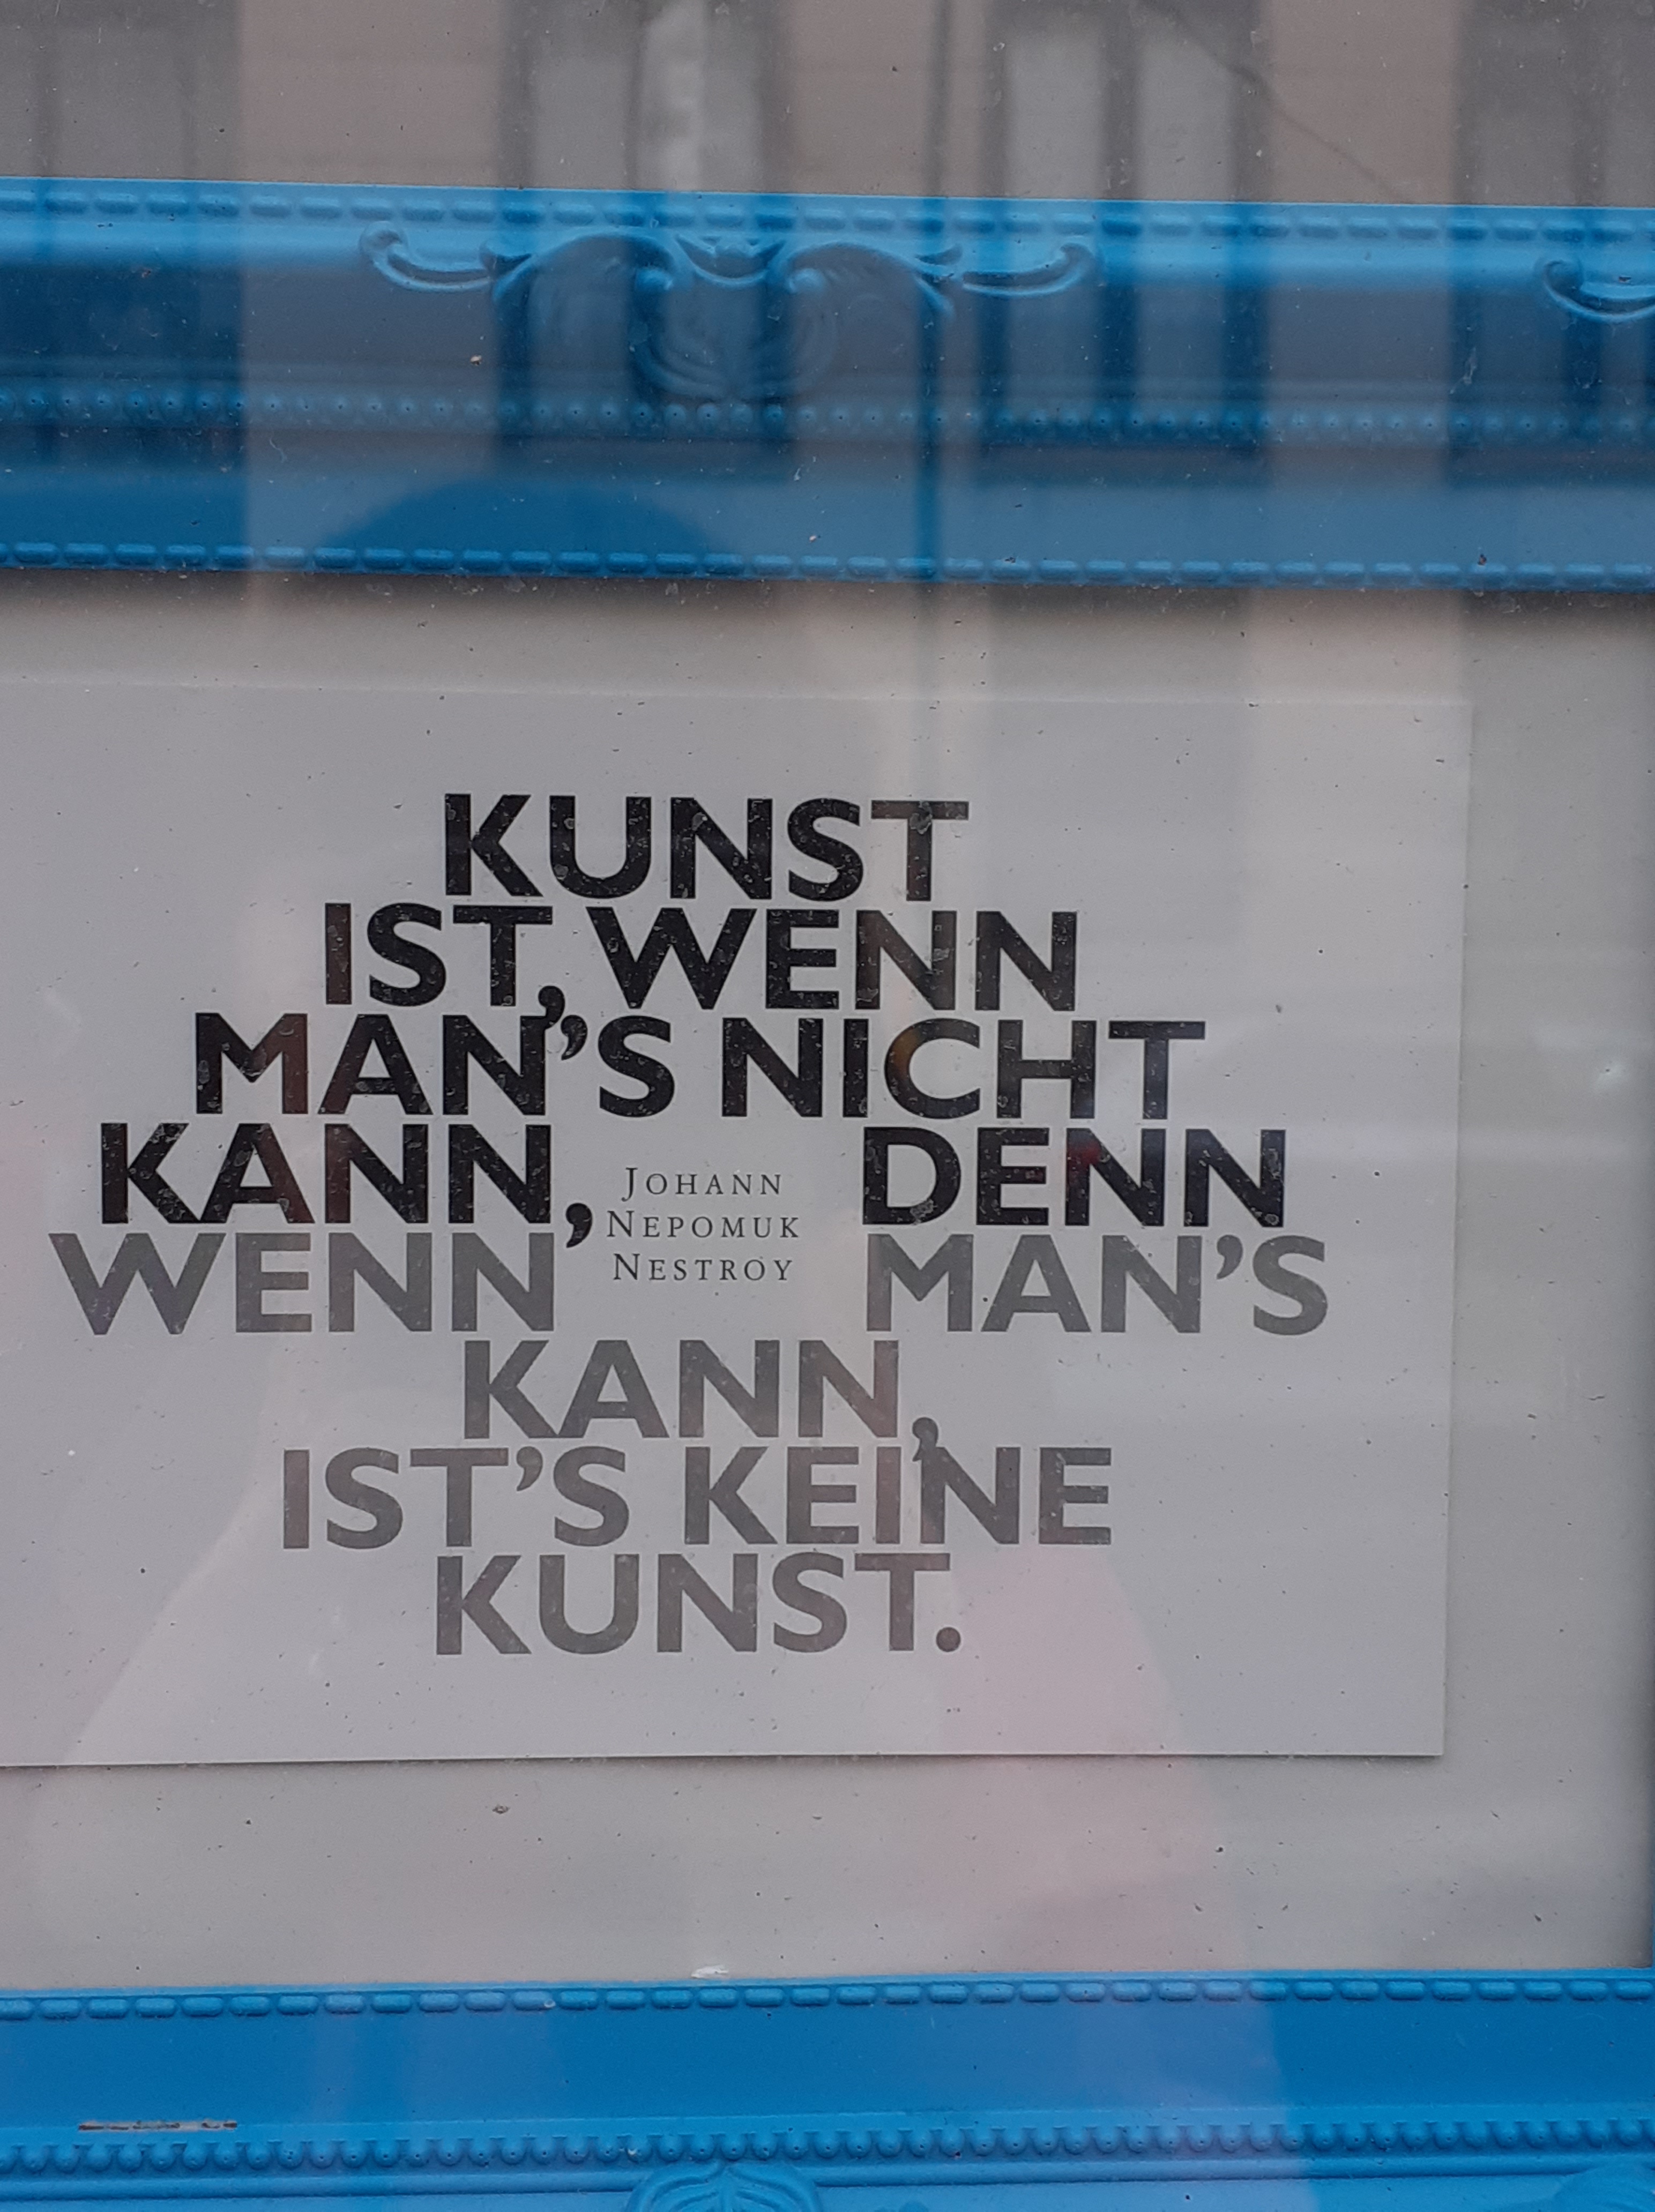 KUNST
IST, WENN
MAN’S NICHT
KANN, DENN
JOHANN
NEPOMUK
NESTROY
WENN MAN’S
KANN,
IST’S KEINE
KUNST.